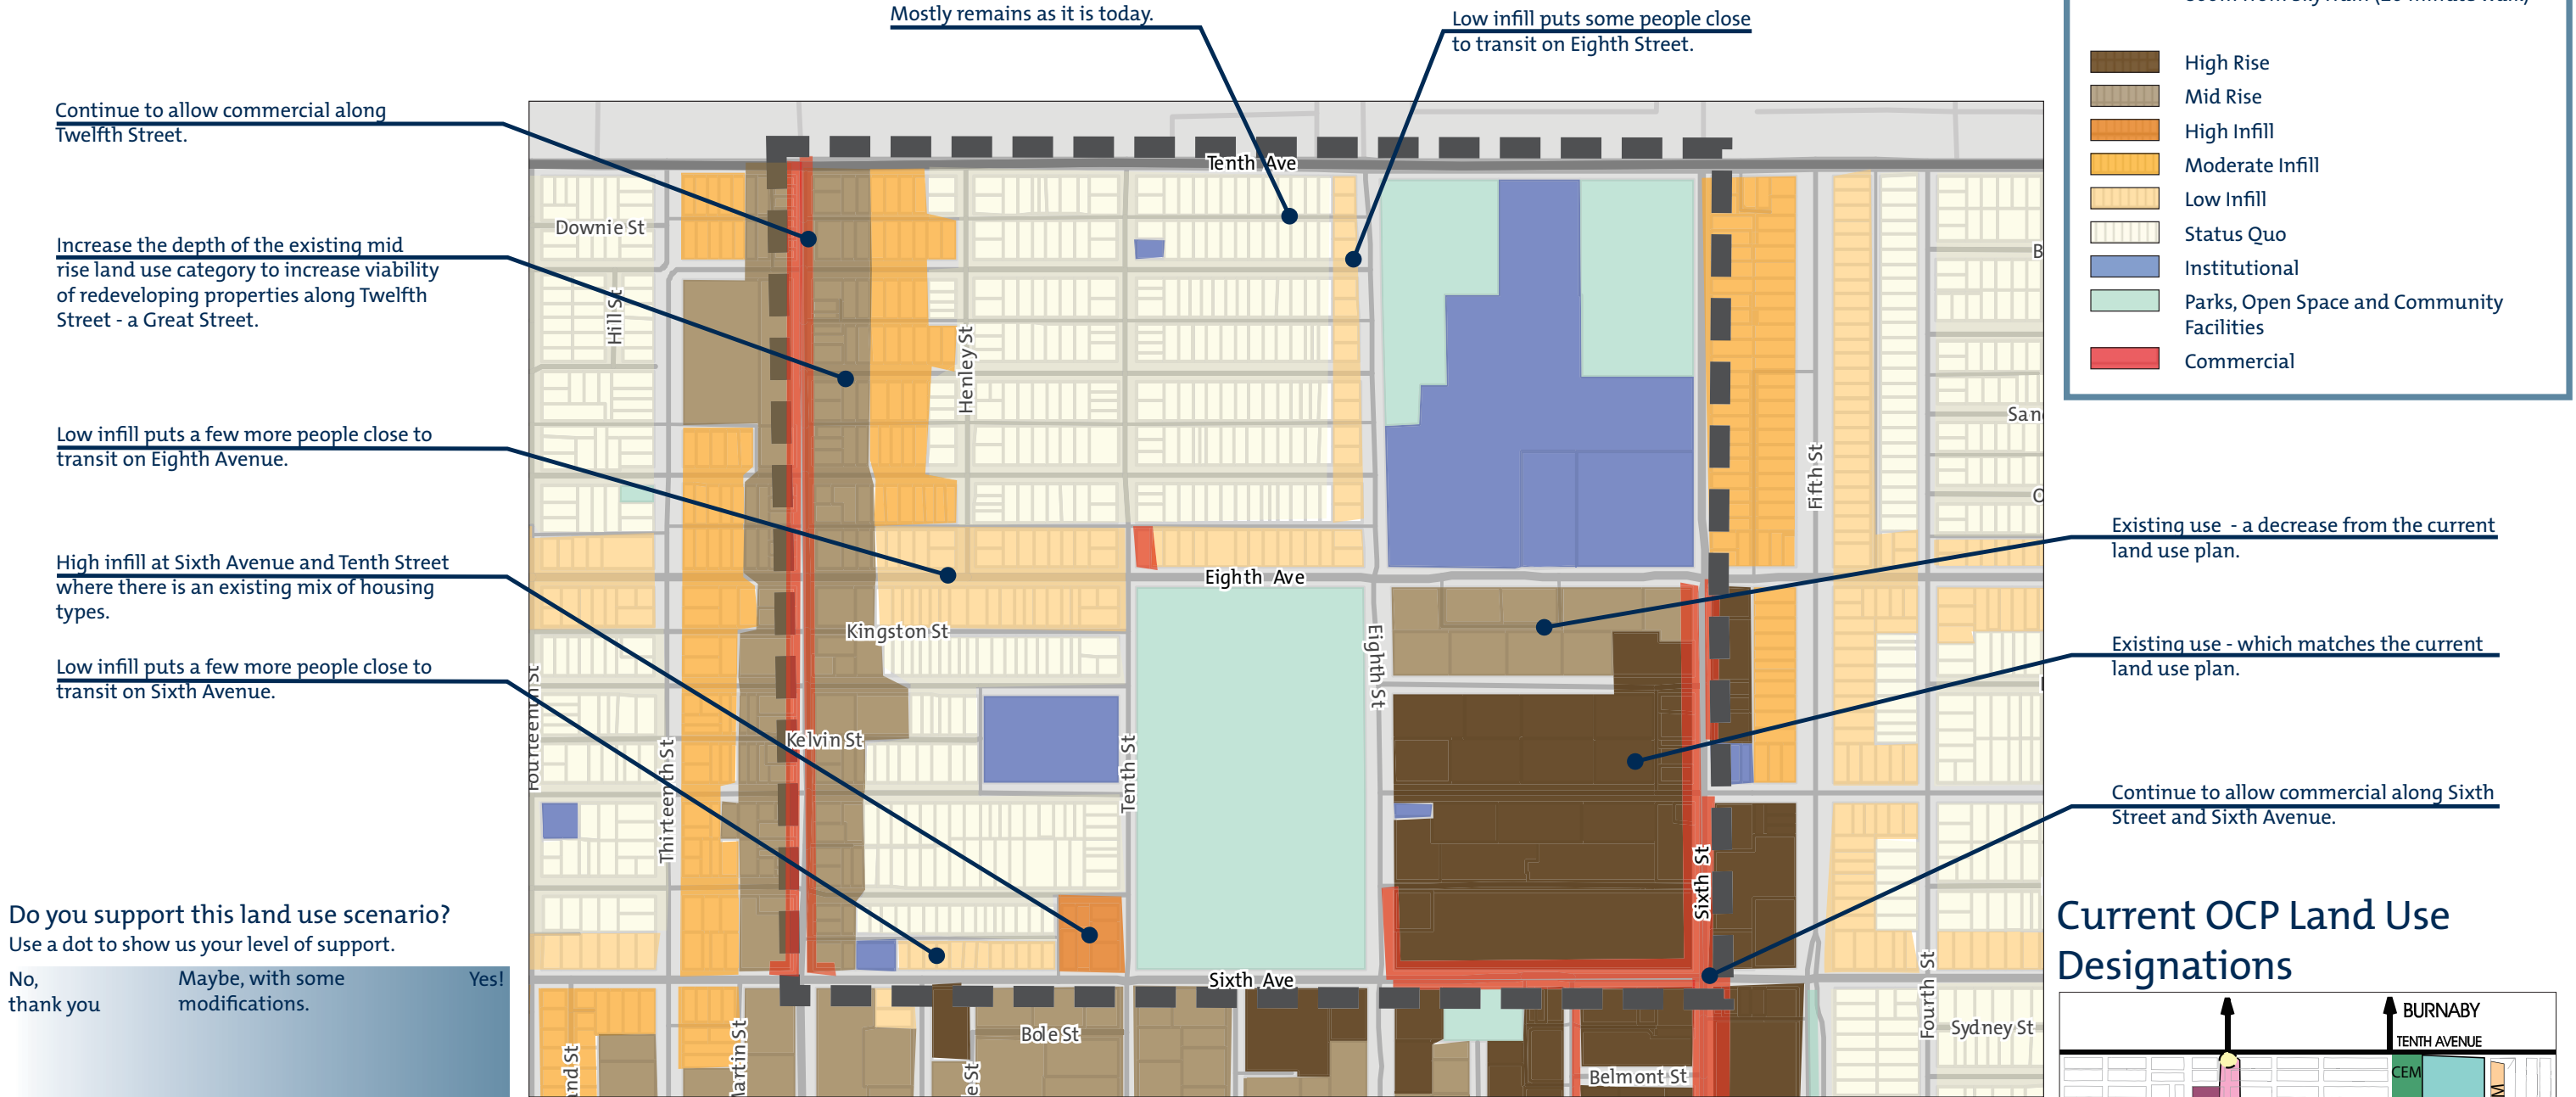 Mostly remains as it is today.
Low infill puts some people close
to transit on Eighth Street.
Continue to allow commercial along
Twelfth Street.
Increase the depth of the existing mid
rise land use category to increase viability
of redeveloping properties along Twelfth
Street - a Great Street.
Low infill puts a few more people close to
transit on Eighth Avenue.
High infill at Sixth Avenue and Tenth Street
where there is an existing mix of housing
types.
Low infill puts a few more people close to
transit on Sixth Avenue.
Do you support this land use scenario?
Use a dot to show us your level of support.
No,
thank you
Maybe, with some
modifications.
Yes!
Tenth Ave
Downie St
Hill St
Henley St
Fifth St
Eighth Ave
Kingston St
Eighth St
Kelvin St
Thirteenth St
Tenth St
Sixth St
Sixth Ave
Fourth St
Bole St
Sydney St
Belmont St
High Rise
Mid Rise
High Infill
Moderate Infill
Low Infill
Status Quo
Institutional
Parks, Open Space and Community
Facilities
Commercial
Existing use - a decrease from the current
land use plan.
Existing use - which matches the current
land use plan.
Continue to allow commercial along Sixth
Street and Sixth Avenue.
Current OCP Land Use
Designations
BURNABY
TENTH AVENUE
CEM